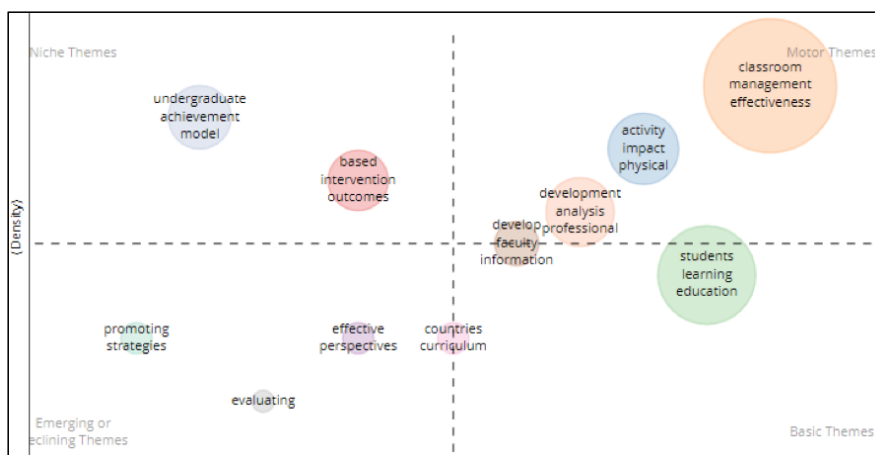 Niche Themes
Motor Themes
classroom
management
effectiveness
undergraduate
achievement
model
activity
impact
physical
based
intervention
outcomes
development
analysis
professional
develop
faculty
information
students
learning
education
(Density)
promoting
strategies
effective
perspectives
countries
curriculum
evaluating
Emerging or
eclining Themes
Basic Themes